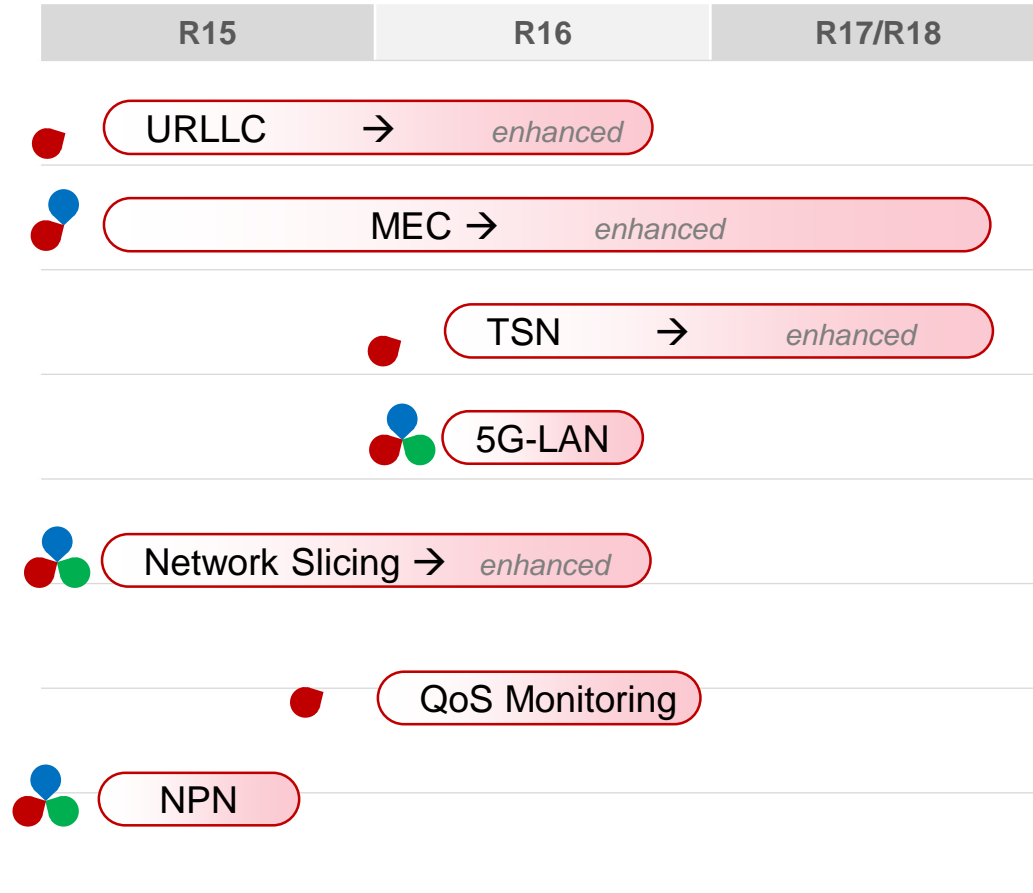 R15 R16 R17/R18
URLLC → enhanced
MEC → enhanced
TSN → enhanced
5G-LAN
Network Slicing → enhanced
QoS Monitoring
NPN